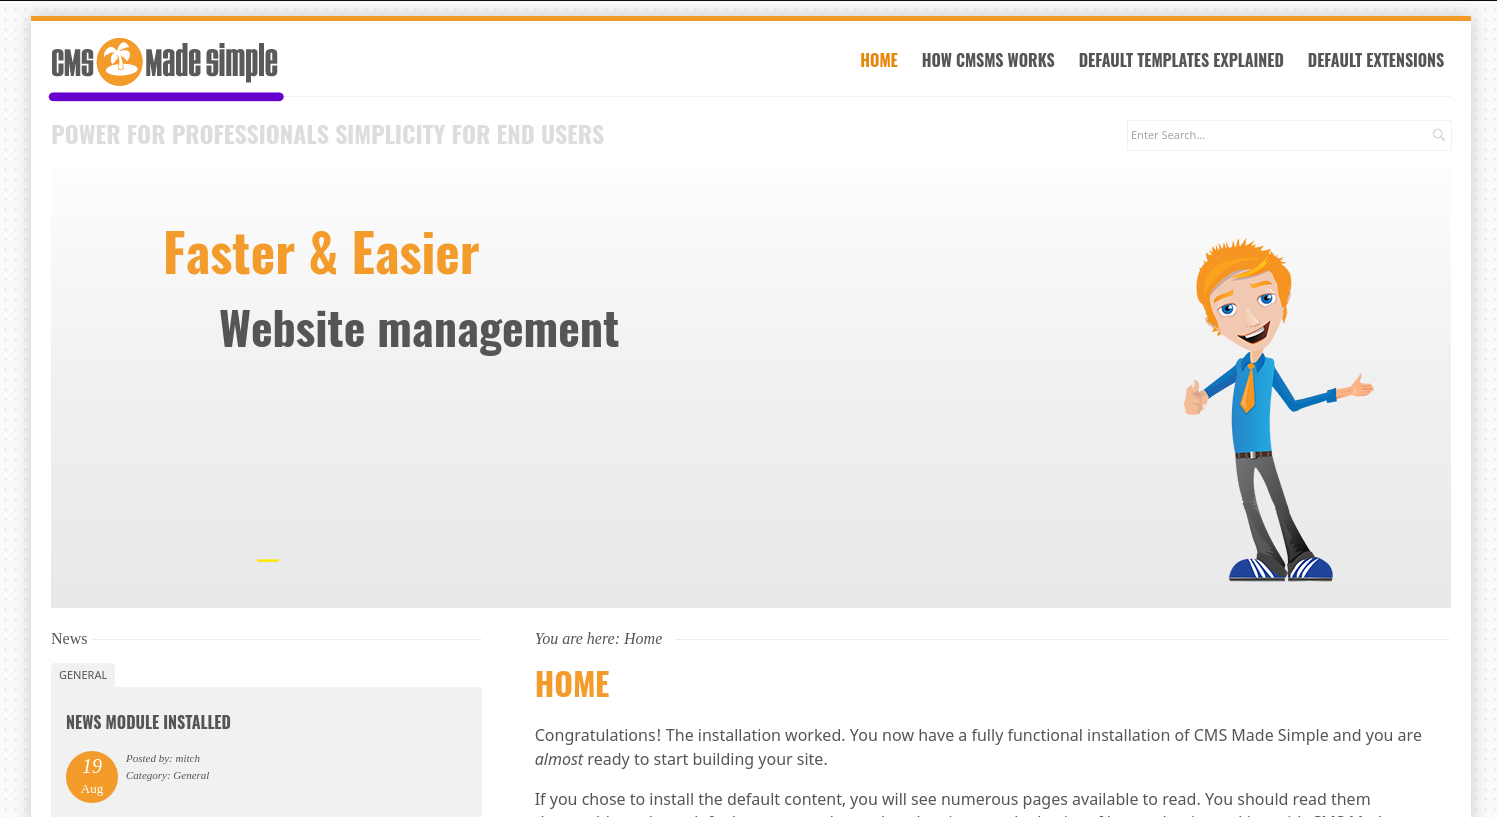 CMS Made Simple
HOME HOW CMSMS WORKS DEFAULT TEMPLATES EXPLAINED DEFAULT EXTENSIONS
POWER FOR PROFESSIONALS SIMPLICITY FOR END USERS
Enter Search...
Faster & Easier
Website management
News
You are here: Home
GENERAL
HOME
NEWS MODULE INSTALLED
Congratulations! The installation worked. You now have a fully functional installation of CMS Made Simple and you are
almost ready to start building your site.
19
Aug
Posted by: mitch
Category: General
If you chose to install the default content, you will see numerous pages available to read. You should read them